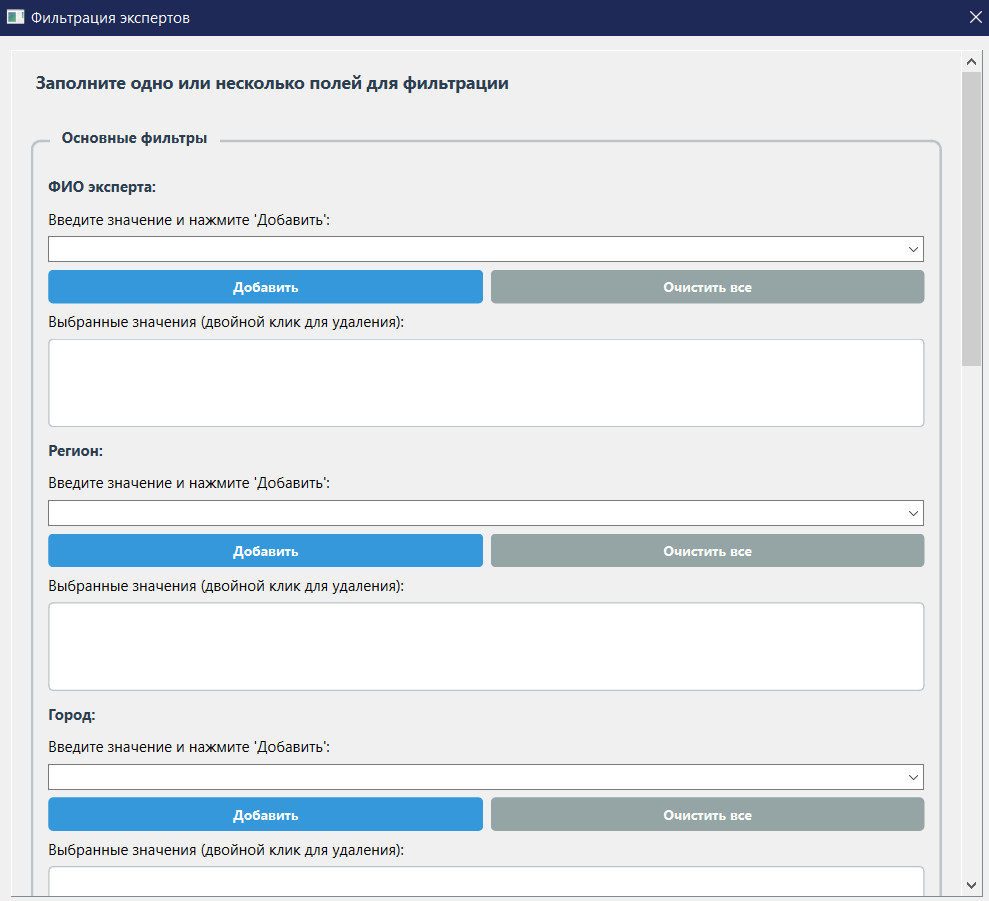 Фильтрация экспертов
Заполните одно или несколько полей для фильтрации
Основные фильтры
ФИО эксперта:
Введите значение и нажмите 'Добавить':
Добавить
Очистить все
Выбранные значения (двойной клик для удаления):
Регион:
Введите значение и нажмите 'Добавить':
Добавить
Очистить все
Выбранные значения (двойной клик для удаления):
Город:
Введите значение и нажмите 'Добавить':
Добавить
Очистить все
Выбранные значения (двойной клик для удаления):